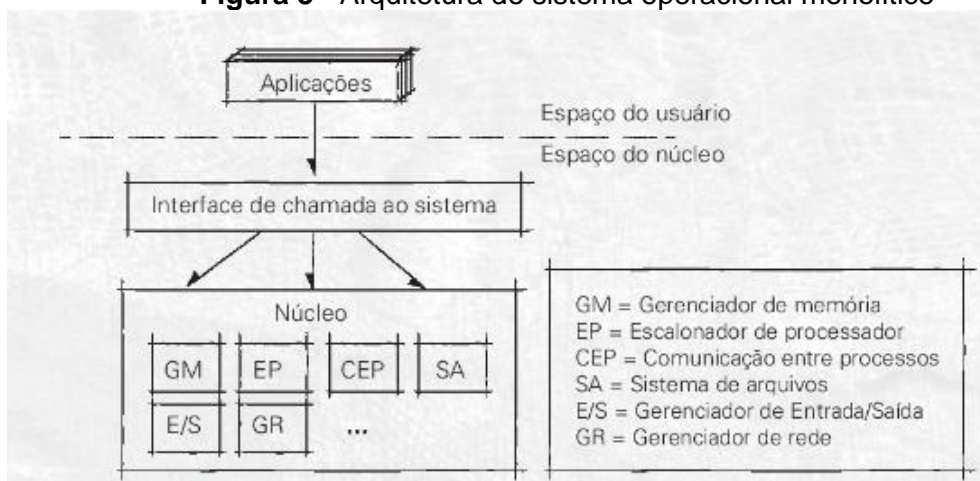 Figura 3 - Arquitetura do sistema operacional monolítico
Aplicações
Espaço do usuário
Espaço do núcleo
Interface de chamada ao sistema
Núcleo
GM EP CEP SA
E/S GR ...
GM = Gerenciador de memória
EP = Escalonador de processador
CEP = Comunicação entre processos
SA = Sistema de arquivos
E/S = Gerenciador de Entrada/Saída
GR = Gerenciador de rede